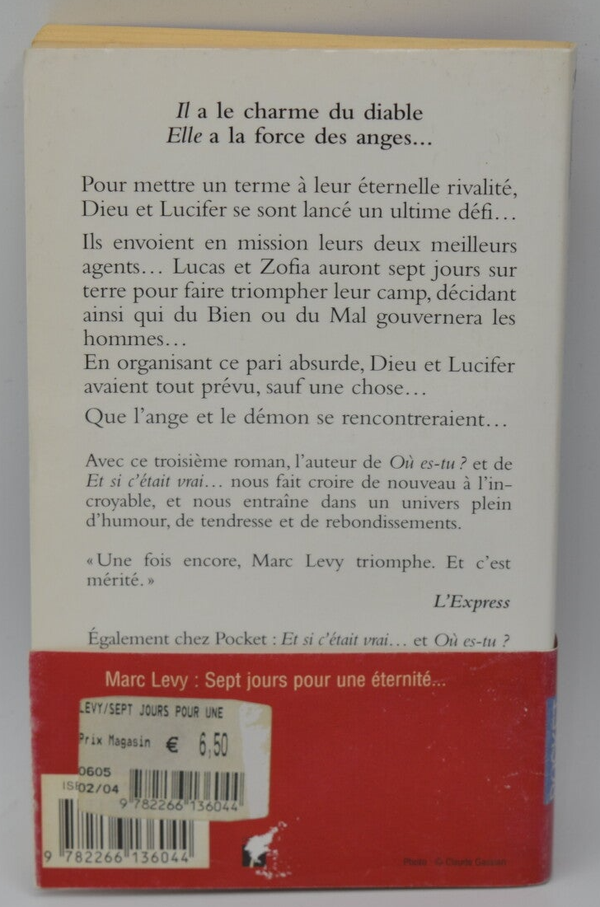 Il a le charme du diable
Elle a la force des anges...
Pour mettre un terme à leur éternelle rivalité,
Dieu et Lucifer se sont lancé un ultime défi...
Ils envoient en mission leurs deux meilleurs
agents... Lucas et Zofia auront sept jours sur
terre pour faire triompher leur camp, décidant
ainsi qui du Bien ou du Mal gouvernera les
hommes...
En organisant ce pari absurde, Dieu et Lucifer
avaient tout prévu, sauf une chose...
Que l'ange et le démon se rencontreraient...
Avec ce troisième roman, l'auteur de Où es-tu ? et de
Et si c'était vrai... nous fait croire de nouveau à l'in-
croyable, et nous entraîne dans un univers plein
d'humour, de tendresse et de rebondissements.
« Une fois encore, Marc Levy triomphe. Et c'est
mérité. »
L'Express
Également chez Pocket : Et si c'était vrai... et Où es-tu ?
Marc Levy : Sept jours pour une éternité...
LEVY/SEPT JOURS POUR UNE
Prix Magasin € 6,50
0605
02/04
9 782266 136044
9 782266 136044